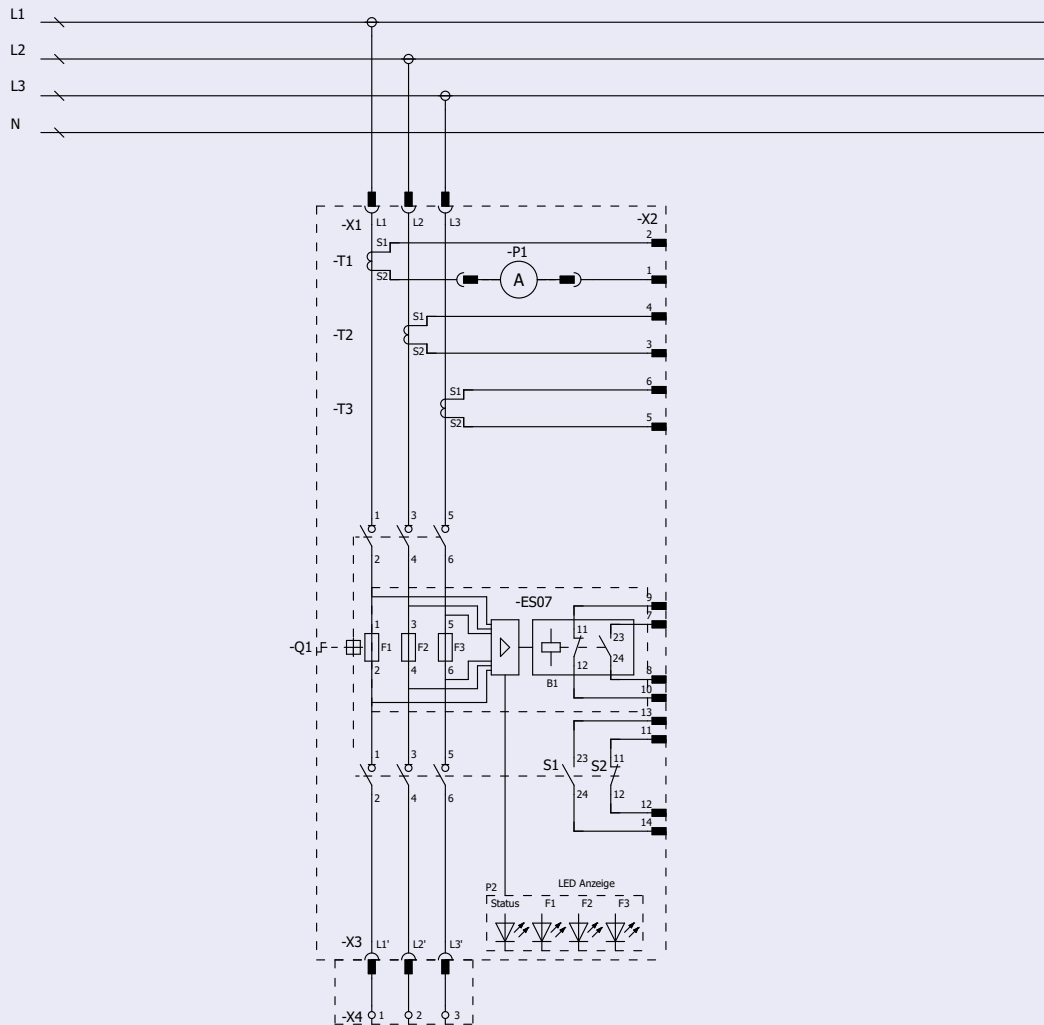 L1
L2
L3
N
-X1 L1 L2 L3 -X2
S1 2
-T1 -P1
S2 A 1
S1 4
-T2
S2 3
S1 6
-T3
S2 5
1 3 5
2 4 6
-ES07 9
7
1 3 5 11 23
-Q1 F1 F2 F3
2 4 6 12 24
B1 8
10
13
11
1 3 5 23 11
S1 S2
2 4 6 24 12
12
14
P2 LED Anzeige
Status F1 F2 F3
-X3 L1' L2' L3'
-X4 1 2 3